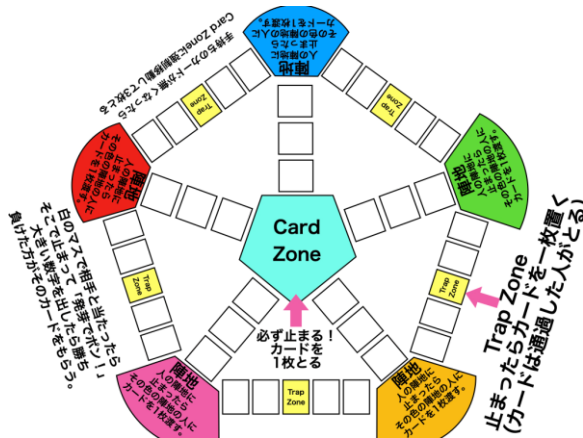 陣地
人の陣地に
止まったら
その色の陣地の人に
カードを1枚渡す。
手持ちのカードが無くなったら
Card Zoneに強制移動して3枚とる
Trap
Zone
Trap
Zone
陣地
人の陣地に
止まったら
その色の陣地の人に
カードを1枚渡す。
陣地
人の陣地に
止まったら
その色の陣地の人に
カードを1枚渡す。
Card
Zone
Trap
Zone
Trap
Zone
Trap Zone
止まったらカードを一枚置く
(カードは通過した人がとる)
白のマスで相手と当たったら
そこで止まって「発芽でポン!」
大きい数字を出したら勝ち
負けた方がそのカードをもらう。
必ず止まる!
カードを
1枚とる
陣地
人の陣地に
止まったら
その色の陣地の人に
カードを1枚渡す。
Trap
Zone
陣地
人の陣地に
止まったら
その色の陣地の人に
カードを1枚渡す。